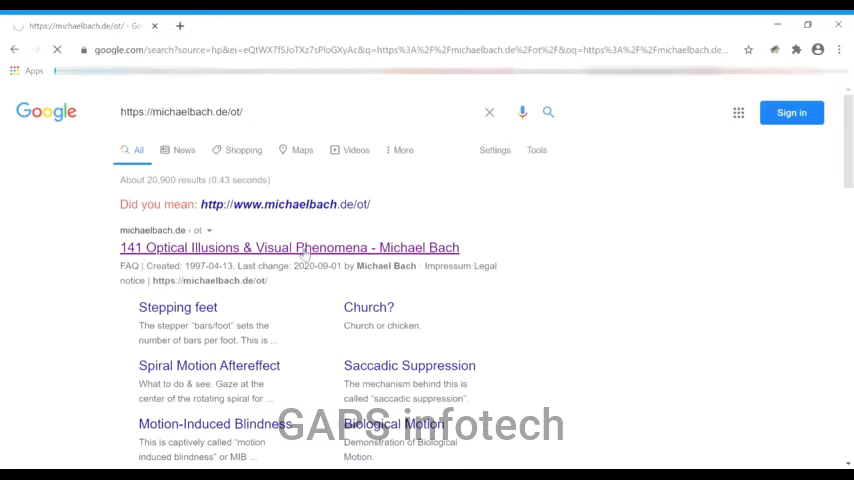 https://michaelbach.de/ot/ - Go
google.com/search?source=hp&ei=eQtWX7fSJoTXz7sPloGXyAc&q=https%3A%2F%2Fmichaelbach.de%2Fot%2F&oq=https%3A%2F%2Fmichaelbach.de...
Apps
Google
https://michaelbach.de/ot/
Sign in
All News Shopping Maps Videos More Settings Tools
About 20,900 results (0.43 seconds)
Did you mean: http://www.michaelbach.de/ot/
michaelbach.de › ot
141 Optical Illusions & Visual Phenomena - Michael Bach
FAQ | Created: 1997-04-13. Last change: 2020-09-01 by Michael Bach · Impressum·Legal
notice | https://michaelbach.de/ot/
Stepping feet
The stepper "bars/foot" sets the
number of bars per foot. This is ...
Church?
Church or chicken.
Spiral Motion Aftereffect
What to do & see. Gaze at the
center of the rotating spiral for ...
Saccadic Suppression
The mechanism behind this is
called "saccadic suppression".
Motion-Induced Blindness
This is captively called "motion
induced blindness" or MIB ...
Biological Motion
Demonstration of Biological
Motion.
GAPS infotech